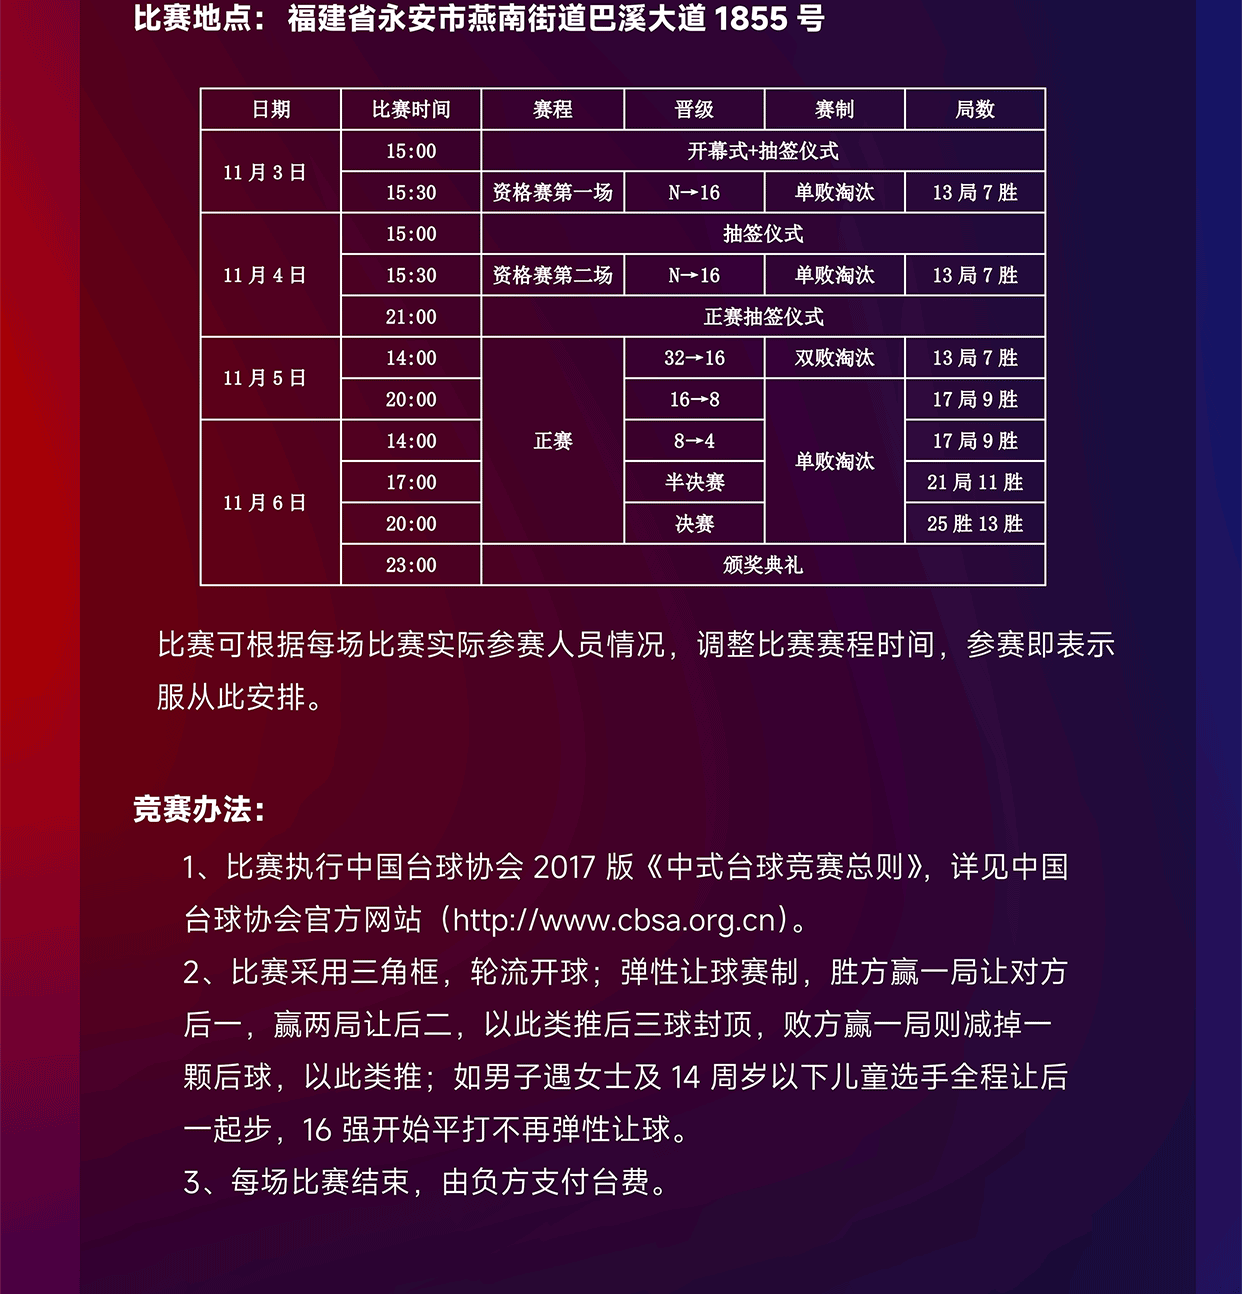 比赛地点：福建省永安市燕南街道巴溪大道 1855 号
日期 比赛时间 赛程 晋级 赛制 局数
11 月 3 日 15:00 开幕式+抽签仪式
15:30 资格赛第一场 N→16 单败淘汰 13 局 7 胜
11 月 4 日 15:00 抽签仪式
15:30 资格赛第二场 N→16 单败淘汰 13 局 7 胜
21:00 正赛抽签仪式
11 月 5 日 14:00 正赛 32→16 双败淘汰 13 局 7 胜
20:00 16→8 单败淘汰 17 局 9 胜
11 月 6 日 14:00 8→4 17 局 9 胜
17:00 半决赛 21 局 11 胜
20:00 决赛 25 胜 13 胜
23:00 颁奖典礼
比赛可根据每场比赛实际参赛人员情况，调整比赛赛程时间，参赛即表示
服从此安排。
竞赛办法：
1、比赛执行中国台球协会 2017 版《中式台球竞赛总则》，详见中国
台球协会官方网站（http://www.cbsa.org.cn）。
2、比赛采用三角框，轮流开球；弹性让球赛制，胜方赢一局让对方
后一，赢两局让后二，以此类推后三球封顶，败方赢一局则减掉一
颗后球，以此类推；如男子遇女士及 14 周岁以下儿童选手全程让后
一起步，16 强开始平打不再弹性让球。
3、每场比赛结束，由负方支付台费。